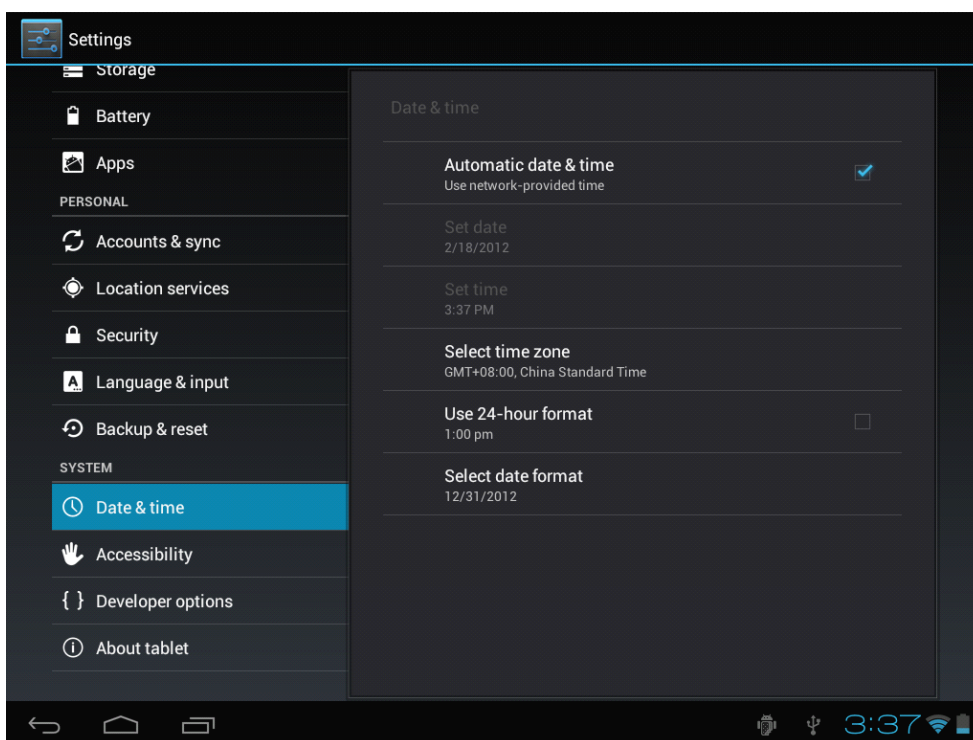 Settings
Storage
Battery
Apps
PERSONAL
Accounts & sync
Location services
Security
Language & input
Backup & reset
SYSTEM
Date & time
Accessibility
Developer options
About tablet
Date & time
Automatic date & time
Use network-provided time
Set date
2/18/2012
Set time
3:37 PM
Select time zone
GMT+08:00, China Standard Time
Use 24-hour format
1:00 pm
Select date format
12/31/2012
3:37